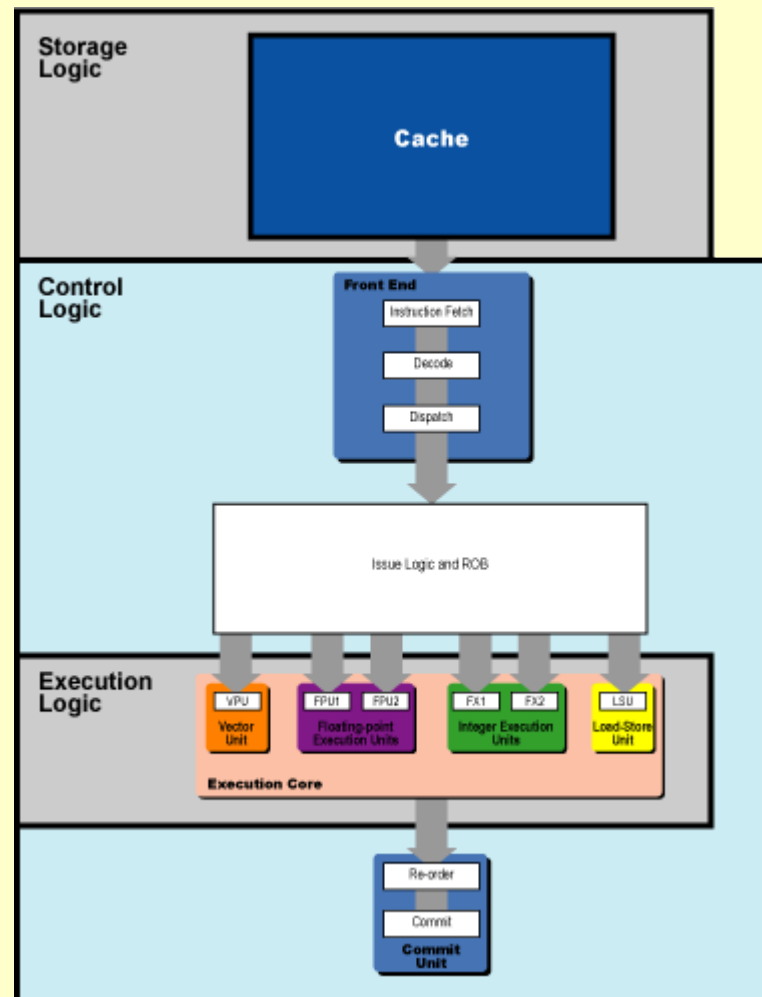 Storage
Logic
Cache
Control
Logic
Front End
Instruction Fetch
Decode
Dispatch
Issue Logic and ROB
Execution
Logic
VPU
FPU1
FPU2
FX1
FX2
LSU
Vector
Unit
Floating-point
Execution Units
Integer Execution
Units
Load-Store
Unit
Execution Core
Re-order
Commit
Commit
Unit